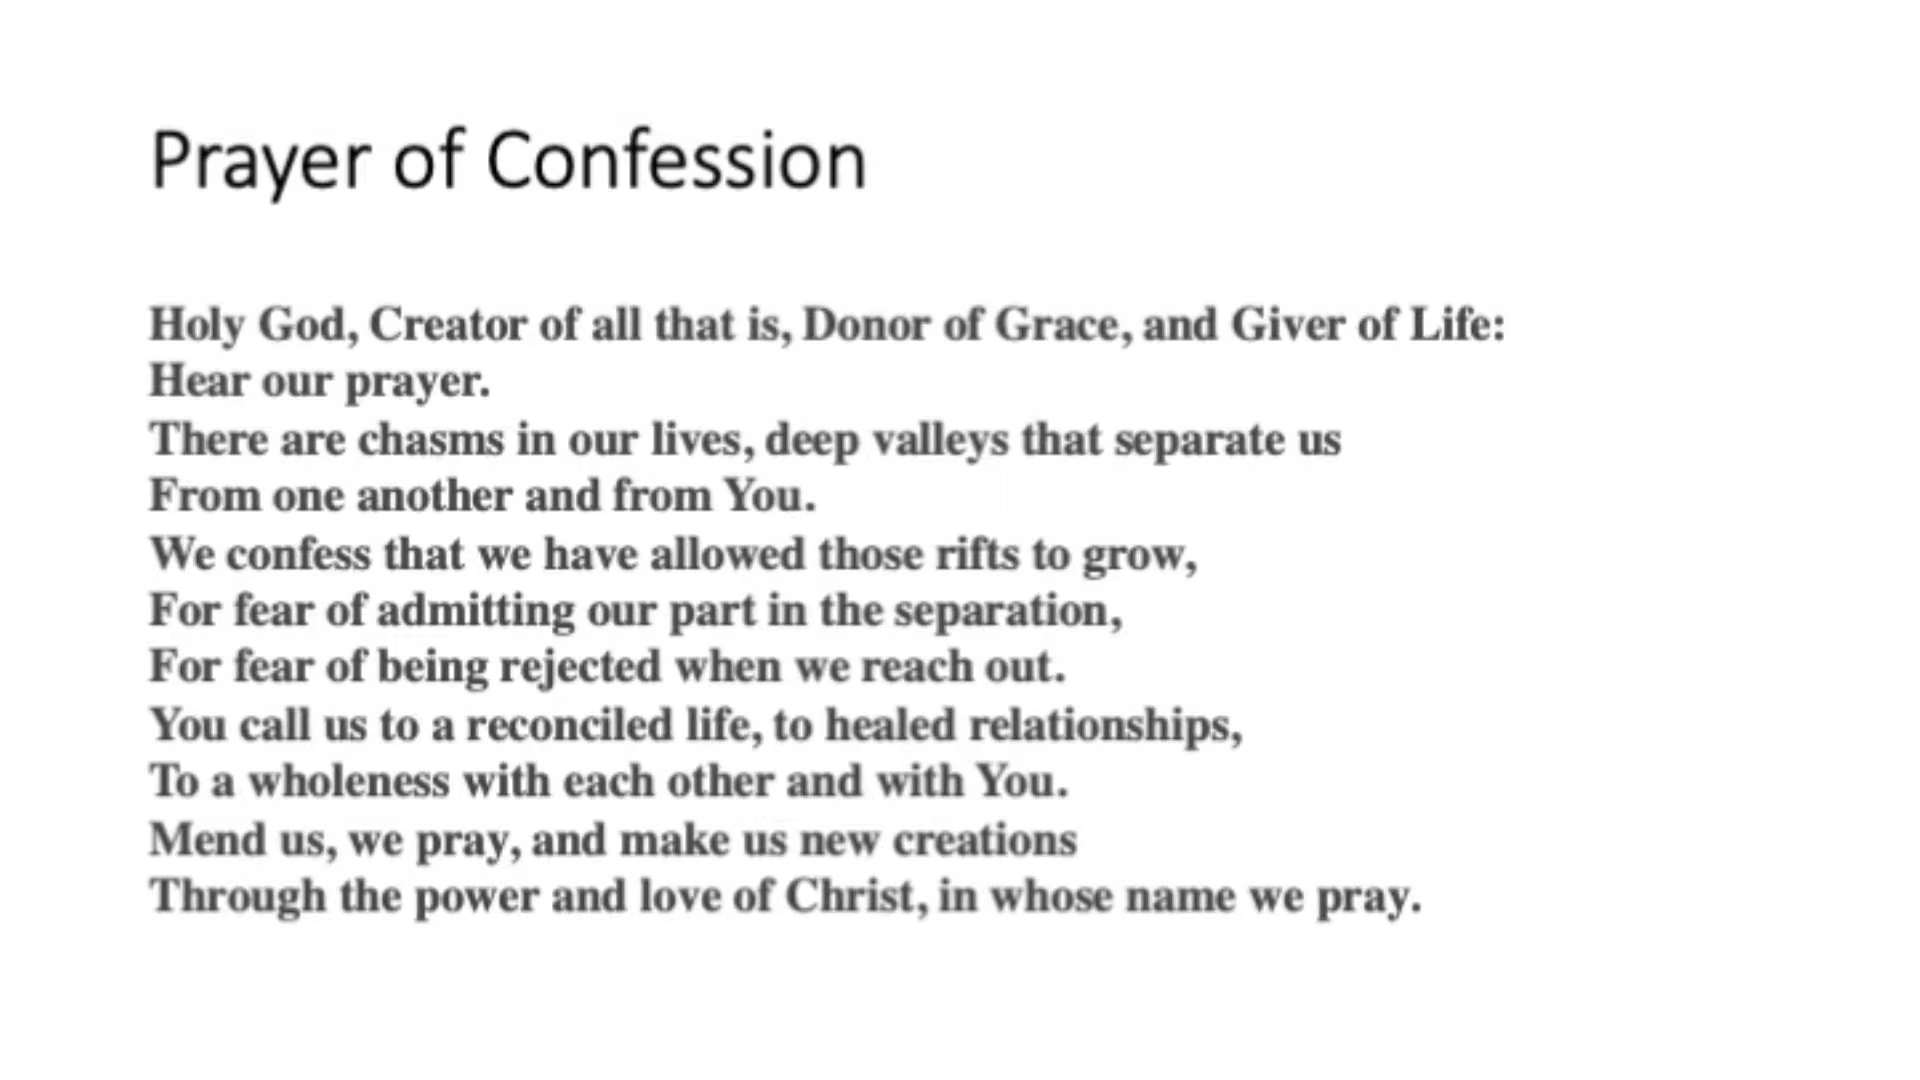 Prayer of Confession
Holy God, Creator of all that is, Donor of Grace, and Giver of Life:
Hear our prayer.
There are chasms in our lives, deep valleys that separate us
From one another and from You.
We confess that we have allowed those rifts to grow,
For fear of admitting our part in the separation,
For fear of being rejected when we reach out.
You call us to a reconciled life, to healed relationships,
To a wholeness with each other and with You.
Mend us, we pray, and make us new creations
Through the power and love of Christ, in whose name we pray.